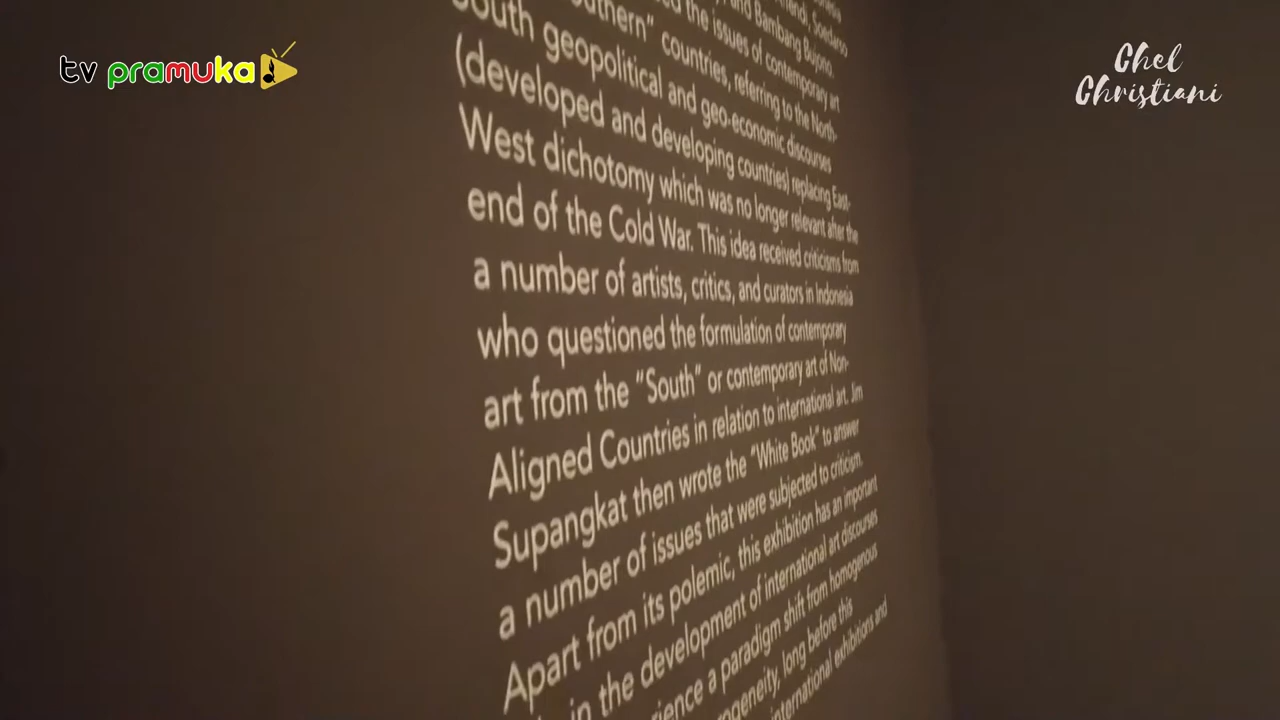 tv pramuka
Chel
Christiani
and Bambang Bujono.
the issues of contemporary art
countries, referring to the North-
South geopolitical and geo-economic discourses
(developed and developing countries) replacing East-
West dichotomy which was no longer relevant after the
end of the Cold War. This idea received criticisms from
a number of artists, critics, and curators in Indonesia
who questioned the formulation of contemporary
art from the “South” or contemporary art of Non-
Aligned Countries in relation to international art. Jim
Supangkat then wrote the “White Book” to answer
a number of issues that were subjected to criticism.
Apart from its polemic, this exhibition has an important
in the development of international art discourses
a paradigm shift from homogenous
long before this
international exhibitions and